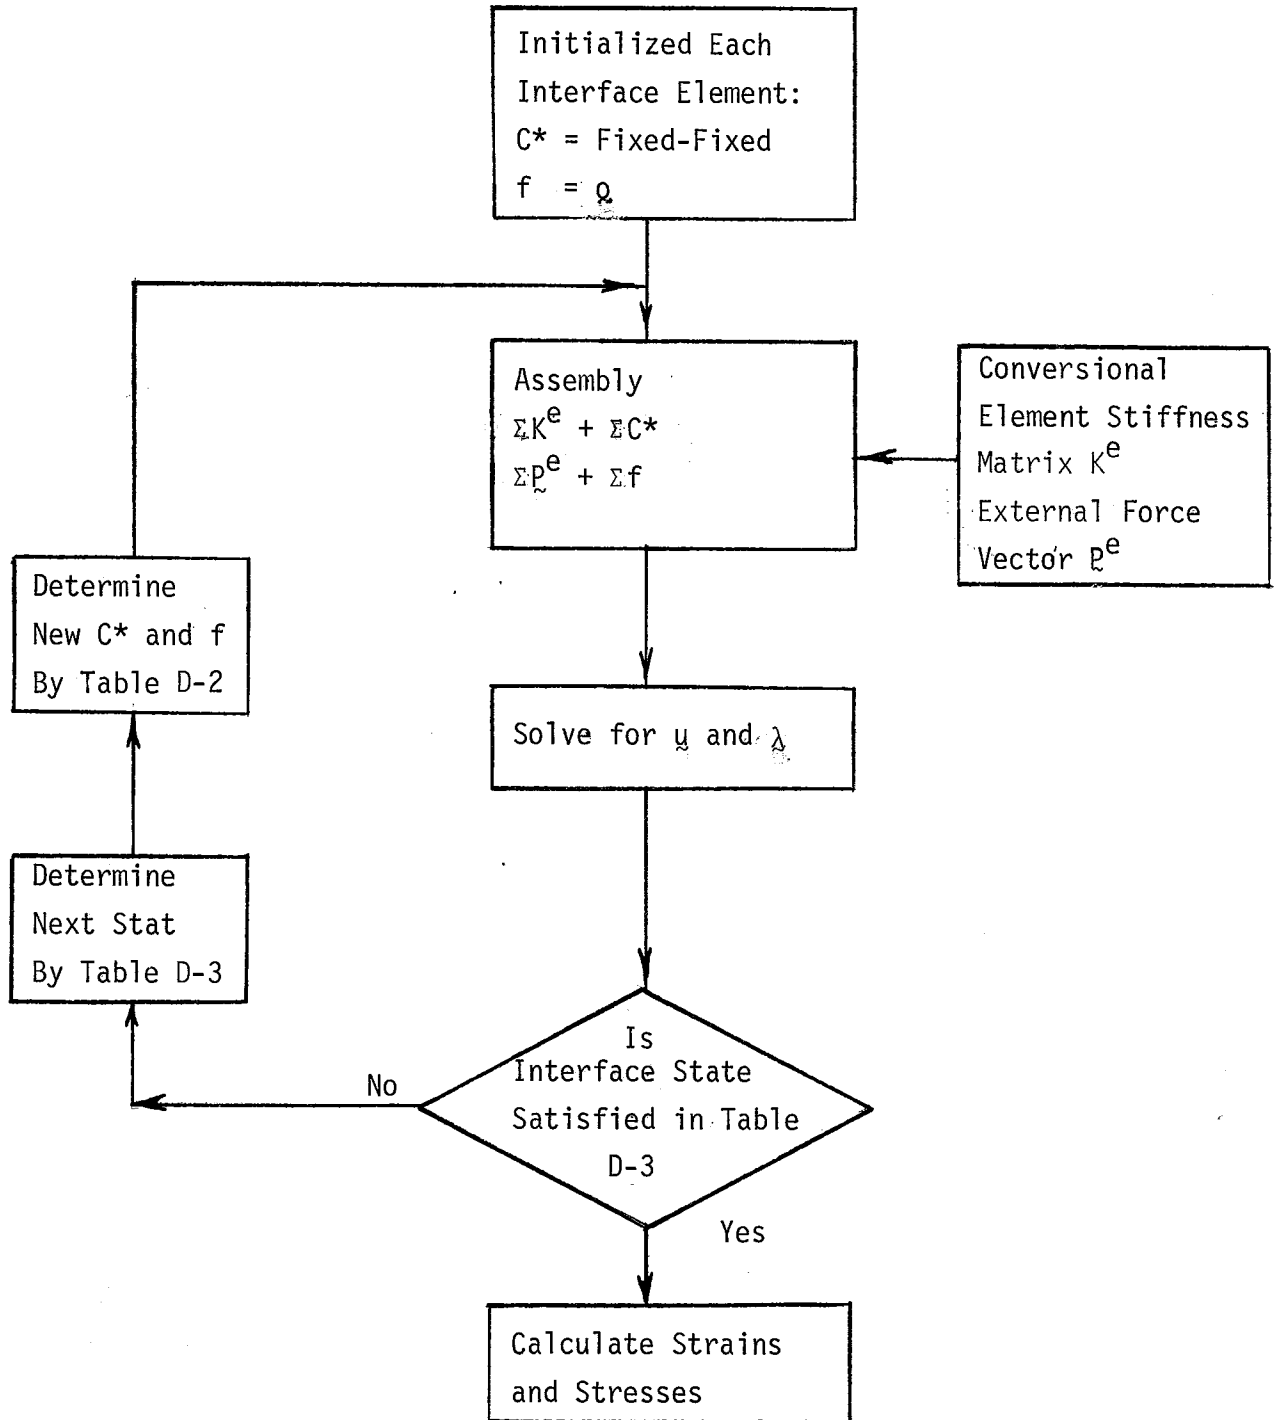 Initialized Each
Interface Element:
C* = Fixed-Fixed
f = 0̰
Assembly
ΣK^e + ΣC*
ΣP̰^e + Σf
Conversional
Element Stiffness
Matrix K^e
External Force
Vector P̰^e
Determine
New C* and f
By Table D-2
Solve for ṵ and λ̰
Determine
Next Stat
By Table D-3
Is
Interface State
Satisfied in Table
D-3
No
Yes
Calculate Strains
and Stresses